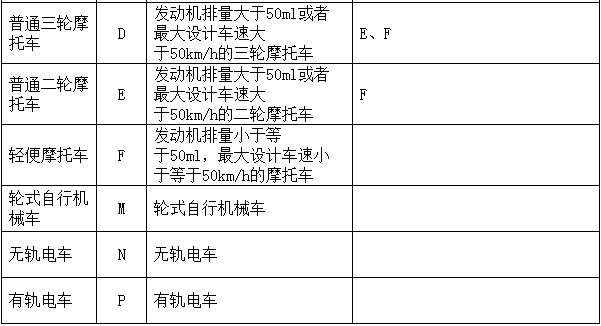 普通三轮摩
托车
D
发动机排量大于50ml或者
最大设计车速大
于50km/h的三轮摩托车
E、F
普通二轮摩
托车
E
发动机排量大于50ml或者
最大设计车速大
于50km/h的二轮摩托车
F
轻便摩托车
F
发动机排量小于等
于50ml，最大设计车速小
于等于50km/h的摩托车
轮式自行机
械车
M
轮式自行机械车
无轨电车
N
无轨电车
有轨电车
P
有轨电车